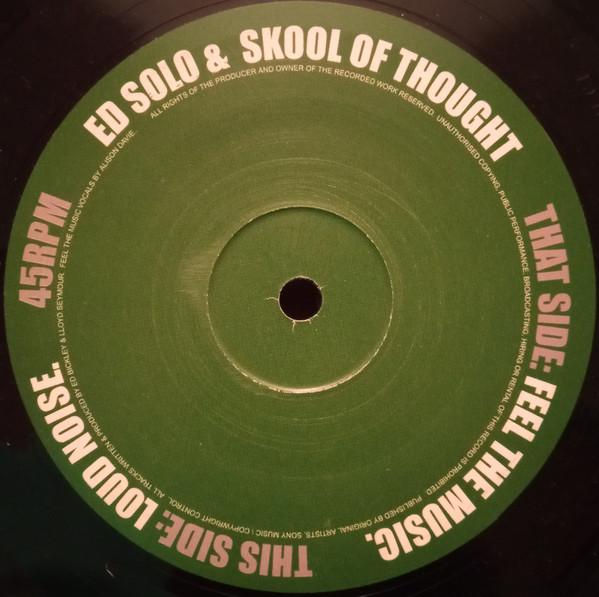 ED SOLO & SKOOL OF THOUGHT
THAT SIDE: FEEL THE MUSIC.
THIS SIDE: LOUD NOISE.
45RPM
ALL RIGHTS OF THE PRODUCER AND OWNER OF THE RECORDED WORK RESERVED. UNAUTHORISED COPYING, PUBLIC PERFORMANCE, BROADCASTING, HIRING OR RENTAL OF THIS RECORD IS PROHIBITED. PUBLISHED BY ORIGINAL ARTISTS, SONY MUSIC | COPYWRIGHT CONTROL. ALL TRACKS WRITTEN & PRODUCED BY ED BICKLEY & LLOYD SEYMOUR. FEEL THE MUSIC VOCALS BY ALISON DAVIE.